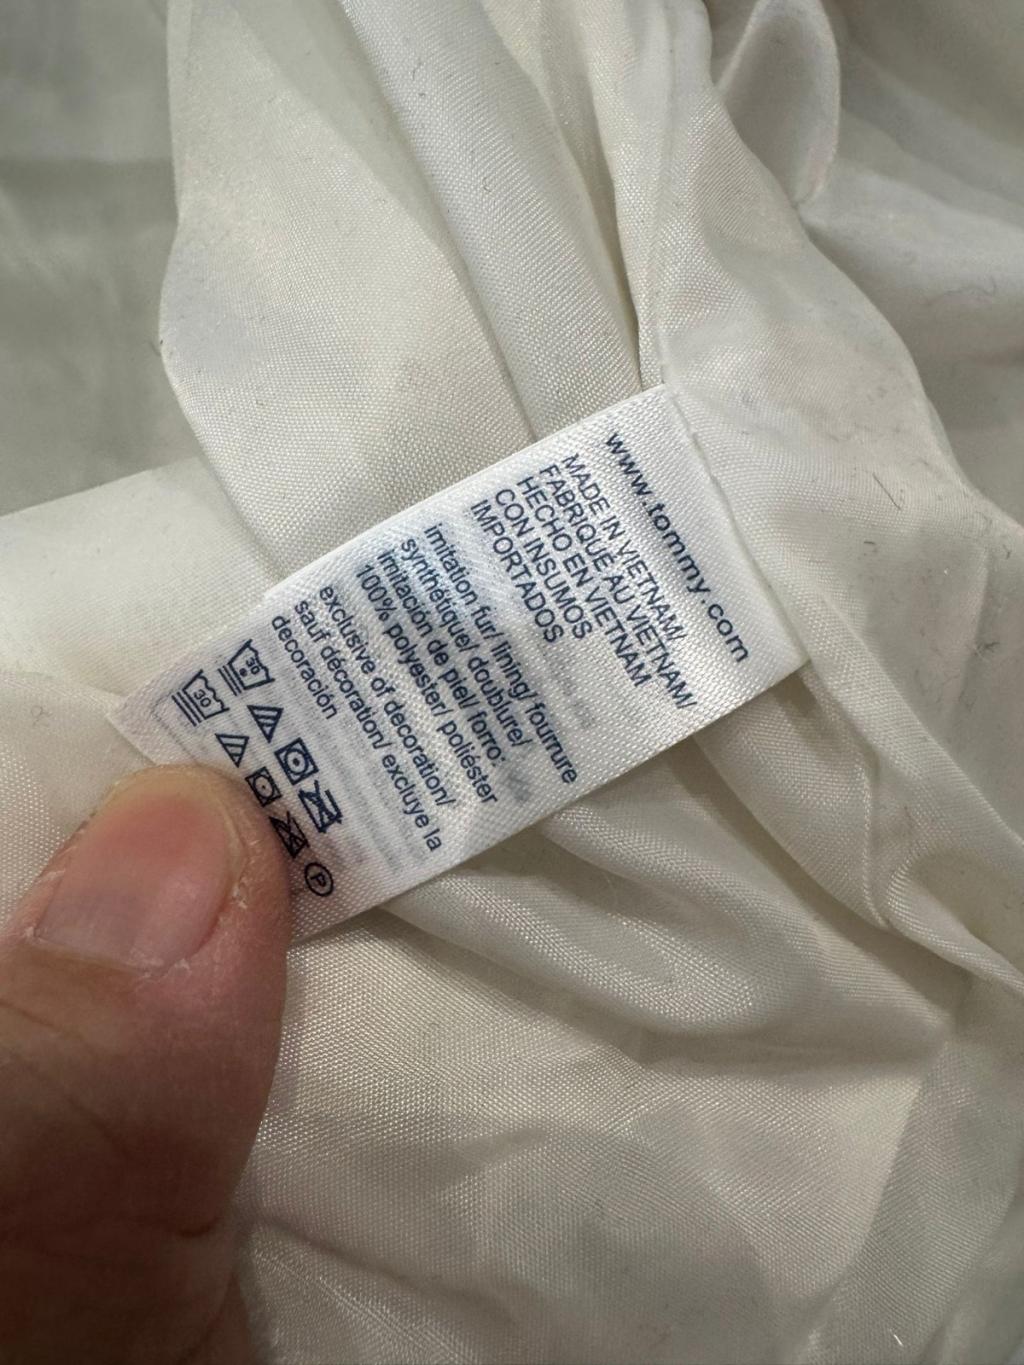 www.tommy.com
MADE IN VIETNAM/
FABRIQUÉ AU VIETNAM/
HECHO EN VIETNAM
CON INSUMOS
IMPORTADOS
imitation fur/ lining/ fourrure
synthétique/ doublure/
imitación de piel/ forro:
100% polyester/ poliéster
exclusive of decoration/
sauf décoration/ excluye la
decoración
30
30
P